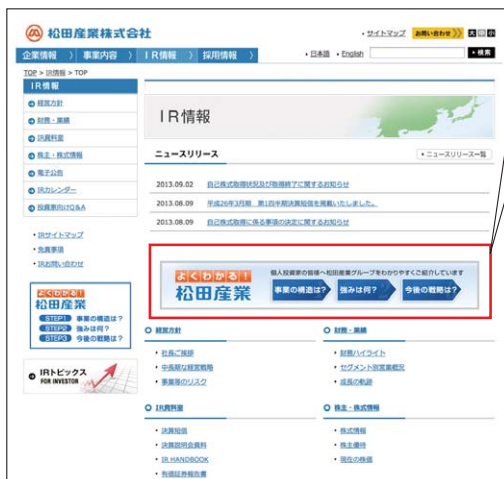 松田産業株式会社
・サイトマップ お問い合わせ 大 中 小
企業情報 事業内容 IR情報 採用情報 ・日本語 ・English ・検索
TOP > IR情報 > TOP
IR情報
経営方針
財務・業績
IR資料室
株主・株式情報
電子公告
IRカレンダー
投資家向けQ&A
・IRサイトマップ
・免責事項
・IRお問い合わせ
よくわかる!
松田産業
STEP1 事業の構造は?
STEP2 強みは何?
STEP3 今後の戦略は?
IRトピックス
FOR INVESTOR
IR情報
ニュースリリース ・ニュースリリース一覧
2013.09.02 自己株式取得状況及び取得終了に関するお知らせ
2013.08.09 平成26年3月期 第1四半期決算短信を掲載いたしました。
2013.08.09 自己株式取得に係る事項の決定に関するお知らせ
よくわかる!
松田産業
個人投資家の皆様へ松田産業グループをわかりやすくご紹介しています
事業の構造は? 強みは何? 今後の戦略は?
経営方針
・社長ご挨拶
・中長期な経営戦略
・事業等のリスク
財務・業績
・財務ハイライト
・セグメント別営業概況
・成長の軌跡
IR資料室
・決算短信
・決算説明会資料
・IR HANDBOOK
・有価証券報告書
株主・株式情報
・株式情報
・株主優待
・現在の株価